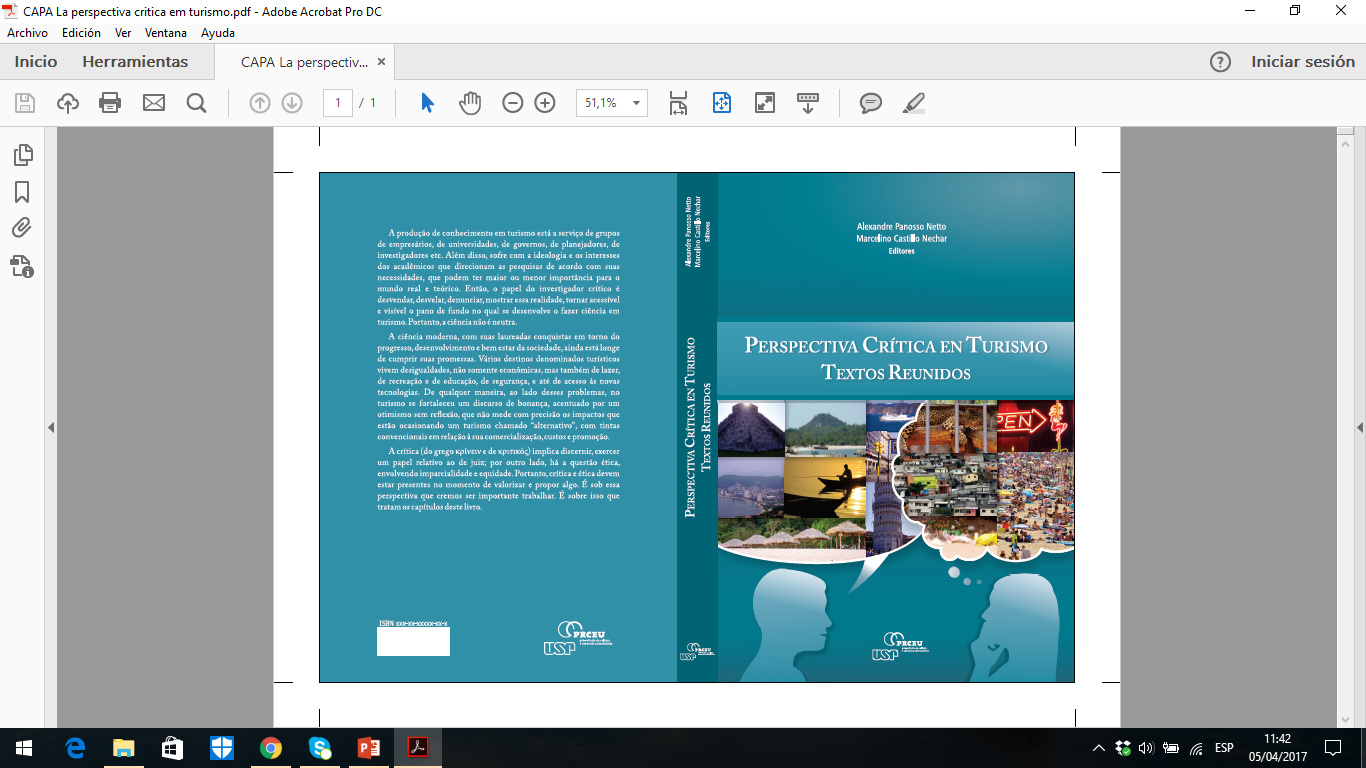 CAPA La perspectiva critica em turismo.pdf - Adobe Acrobat Pro DC
Archivo Edición Ver Ventana Ayuda
Inicio Herramientas CAPA La perspectiv... × Iniciar sesión
1 / 1 51,1%
A produção de conhecimento em turismo está a serviço de grupos
de empresários, de universidades, de governos, de planejadores, de
investigadores etc. Além disso, sofre com a ideologia e os interesses
dos acadêmicos que direcionam as pesquisas de acordo com suas
necessidades, que podem ter maior ou menor importância para o
mundo real e teórico. Então, o papel do investigador crítico é
desvendar, desvelar, denunciar, mostrar essa realidade, tornar acessível
e visível o pano de fundo no qual se desenvolve o fazer ciência em
turismo. Portanto, a ciência não é neutra.
A ciência moderna, com suas laureadas conquistas em torno do
progresso, desenvolvimento e bem estar da sociedade, ainda está longe
de cumprir suas promessas. Vários destinos denominados turísticos
vivem desigualdades, não somente econômicas, mas também de lazer,
de recreação e de educação, de segurança, e até de acesso às novas
tecnologias. De qualquer maneira, ao lado desses problemas, no
turismo se fortaleceu um discurso de bonança, acentuado por um
otimismo sem reflexão, que não mede com precisão os impactos que
estão ocasionando um turismo chamado "alternativo", com tintas
convencionais em relação à sua comercialização, custos e promoção.
A crítica (do grego κρίνειν e de κριτικός) implica discernir, exercer
um papel relativo ao de juiz; por outro lado, há a questão ética,
envolvendo imparcialidade e equidade. Portanto, crítica e ética devem
estar presentes no momento de valorizar e propor algo. É sob essa
perspectiva que cremos ser importante trabalhar. É sobre isso que
tratam os capítulos deste livro.
ISBN xxx-xx-xxxxx-xx-x
PRCEU
USP
Alexandre Panosso Netto
Marcelino Castillo Nechar
Editores
PERSPECTIVA CRÍTICA EN TURISMO
TEXTOS REUNIDOS
PRCEU
Alexandre Panosso Netto
Marcelino Castillo Nechar
Editores
PERSPECTIVA CRÍTICA EN TURISMO
TEXTOS REUNIDOS
PEN
PRCEU
USP
ESP
11:42
05/04/2017